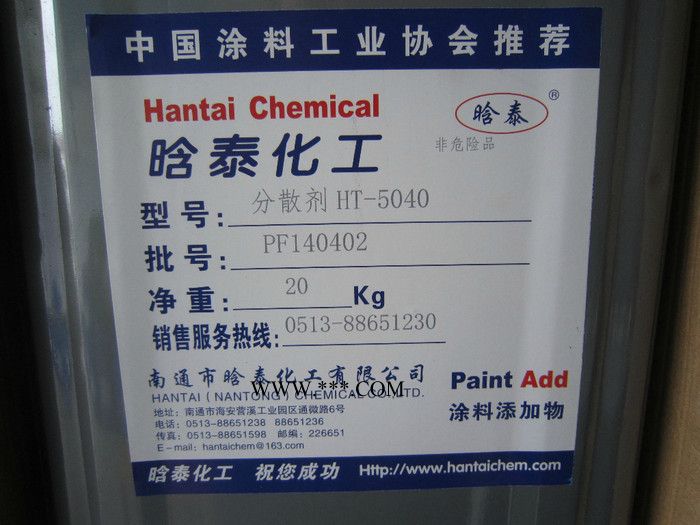 中国涂料工业协会推荐
Hantai Chemical
晗泰 ®
晗泰化工
非危险品
型号: 分散剂 HT-5040
批号: PF140402
净重: 20 Kg
销售服务热线: 0513-88651230
南通市晗泰化工有限公司
WWW.***.COM
HANTAI ( NANTONG ) CHEMICAL CO.,LTD.
Paint Add
涂料添加物
地址: 南通市海安营溪工业园区通微路6号
电话: 0513-88651238 88651236
传真: 0513-88651598 邮编: 226651
E-mail: hantaichem@163.com
晗泰化工 祝您成功 Http://www.hantaichem.com